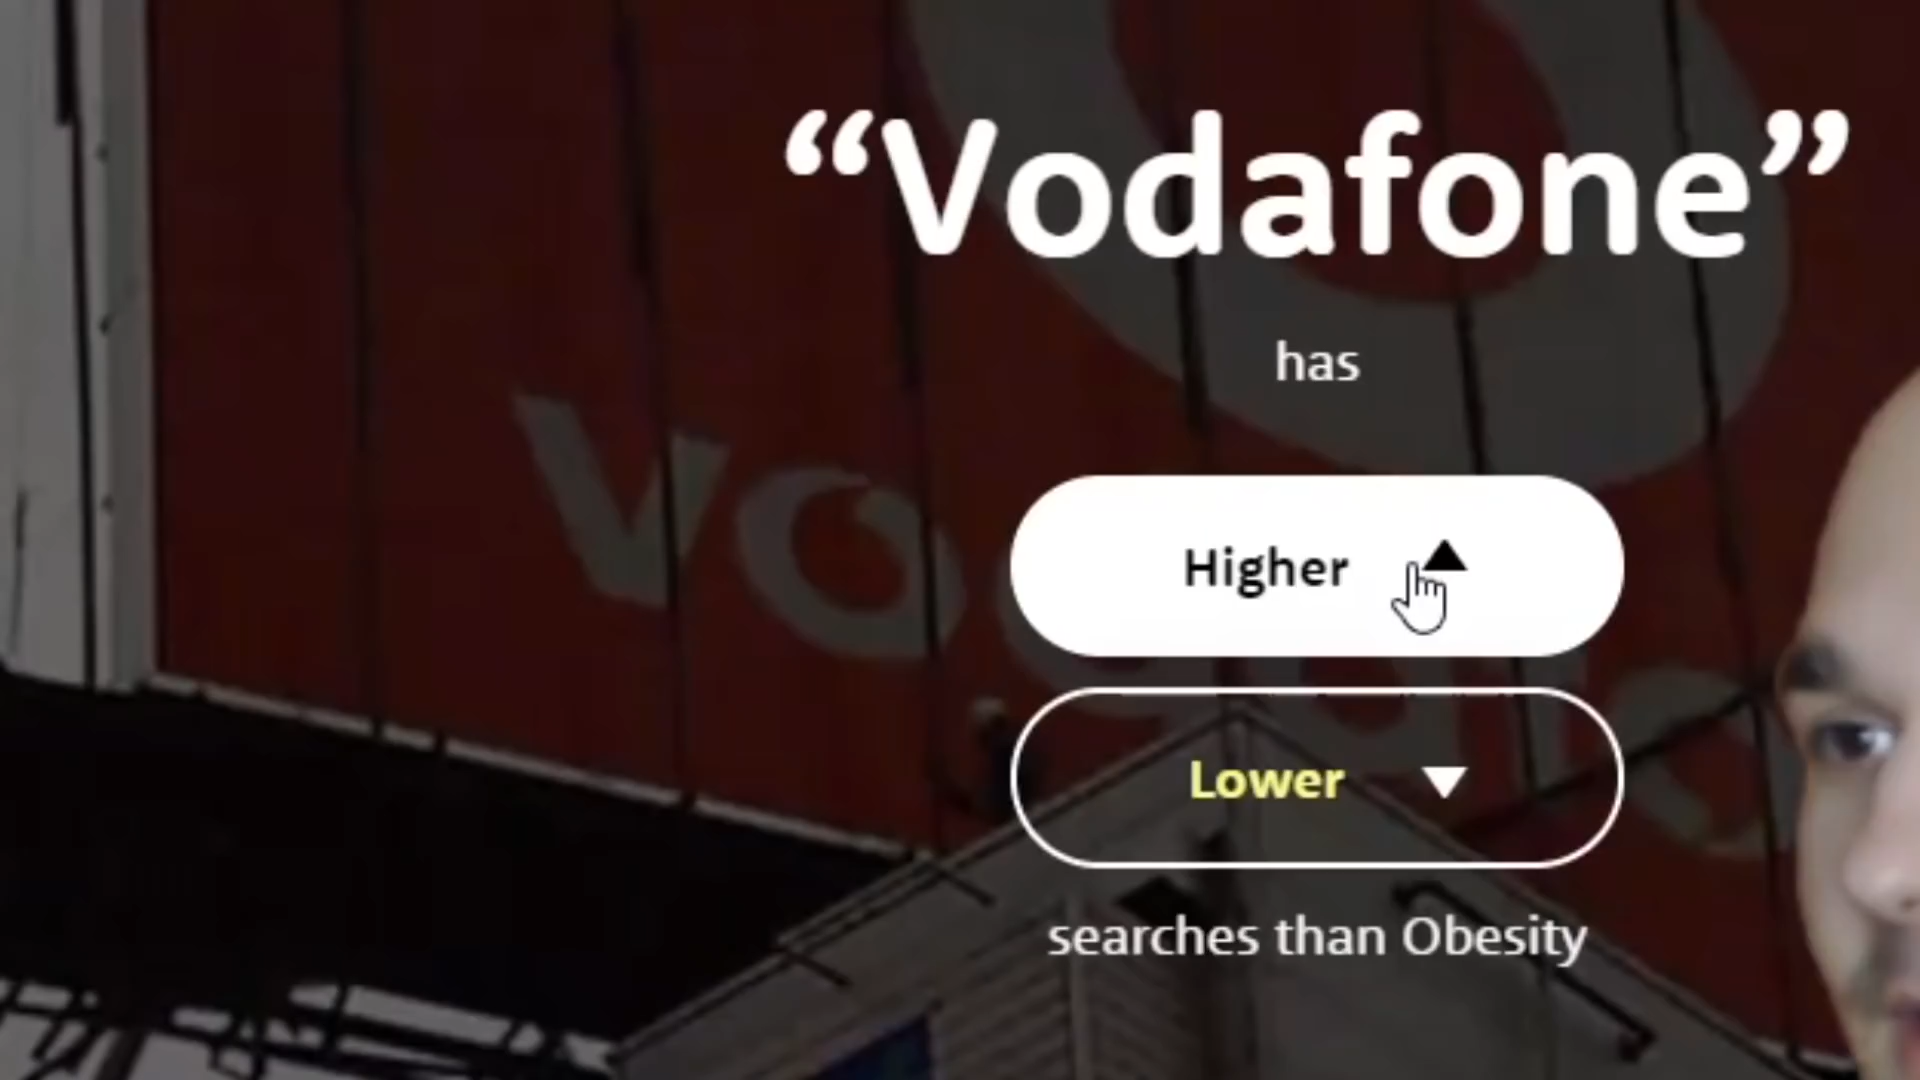 “Vodafone”
has
Higher
Lower
searches than Obesity